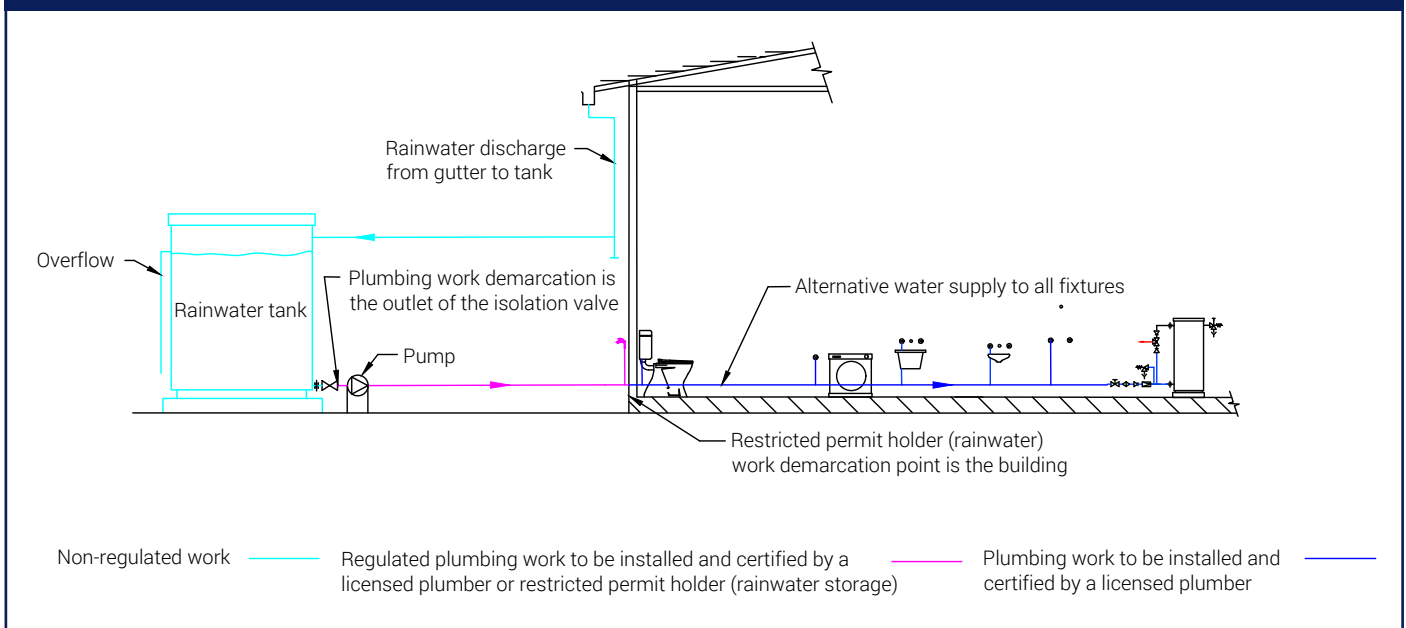 Rainwater discharge
from gutter to tank
Overflow
Plumbing work demarcation is
the outlet of the isolation valve
Rainwater tank
Alternative water supply to all fixtures
Pump
Restricted permit holder (rainwater)
work demarcation point is the building
Non-regulated work
Regulated plumbing work to be installed and certified by a
licensed plumber or restricted permit holder (rainwater storage)
Plumbing work to be installed and
certified by a licensed plumber